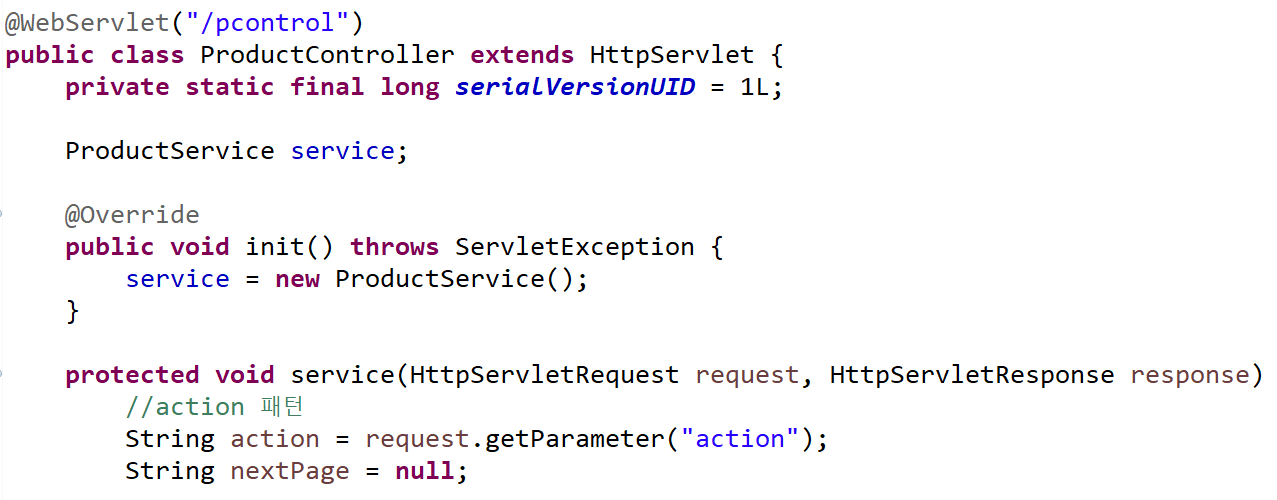 @WebServlet("/pcontrol")
public class ProductController extends HttpServlet {
private static final long serialVersionUID = 1L;
ProductService service;
@Override
public void init() throws ServletException {
service = new ProductService();
}
protected void service(HttpServletRequest request, HttpServletResponse response)
//action 패턴
String action = request.getParameter("action");
String nextPage = null;